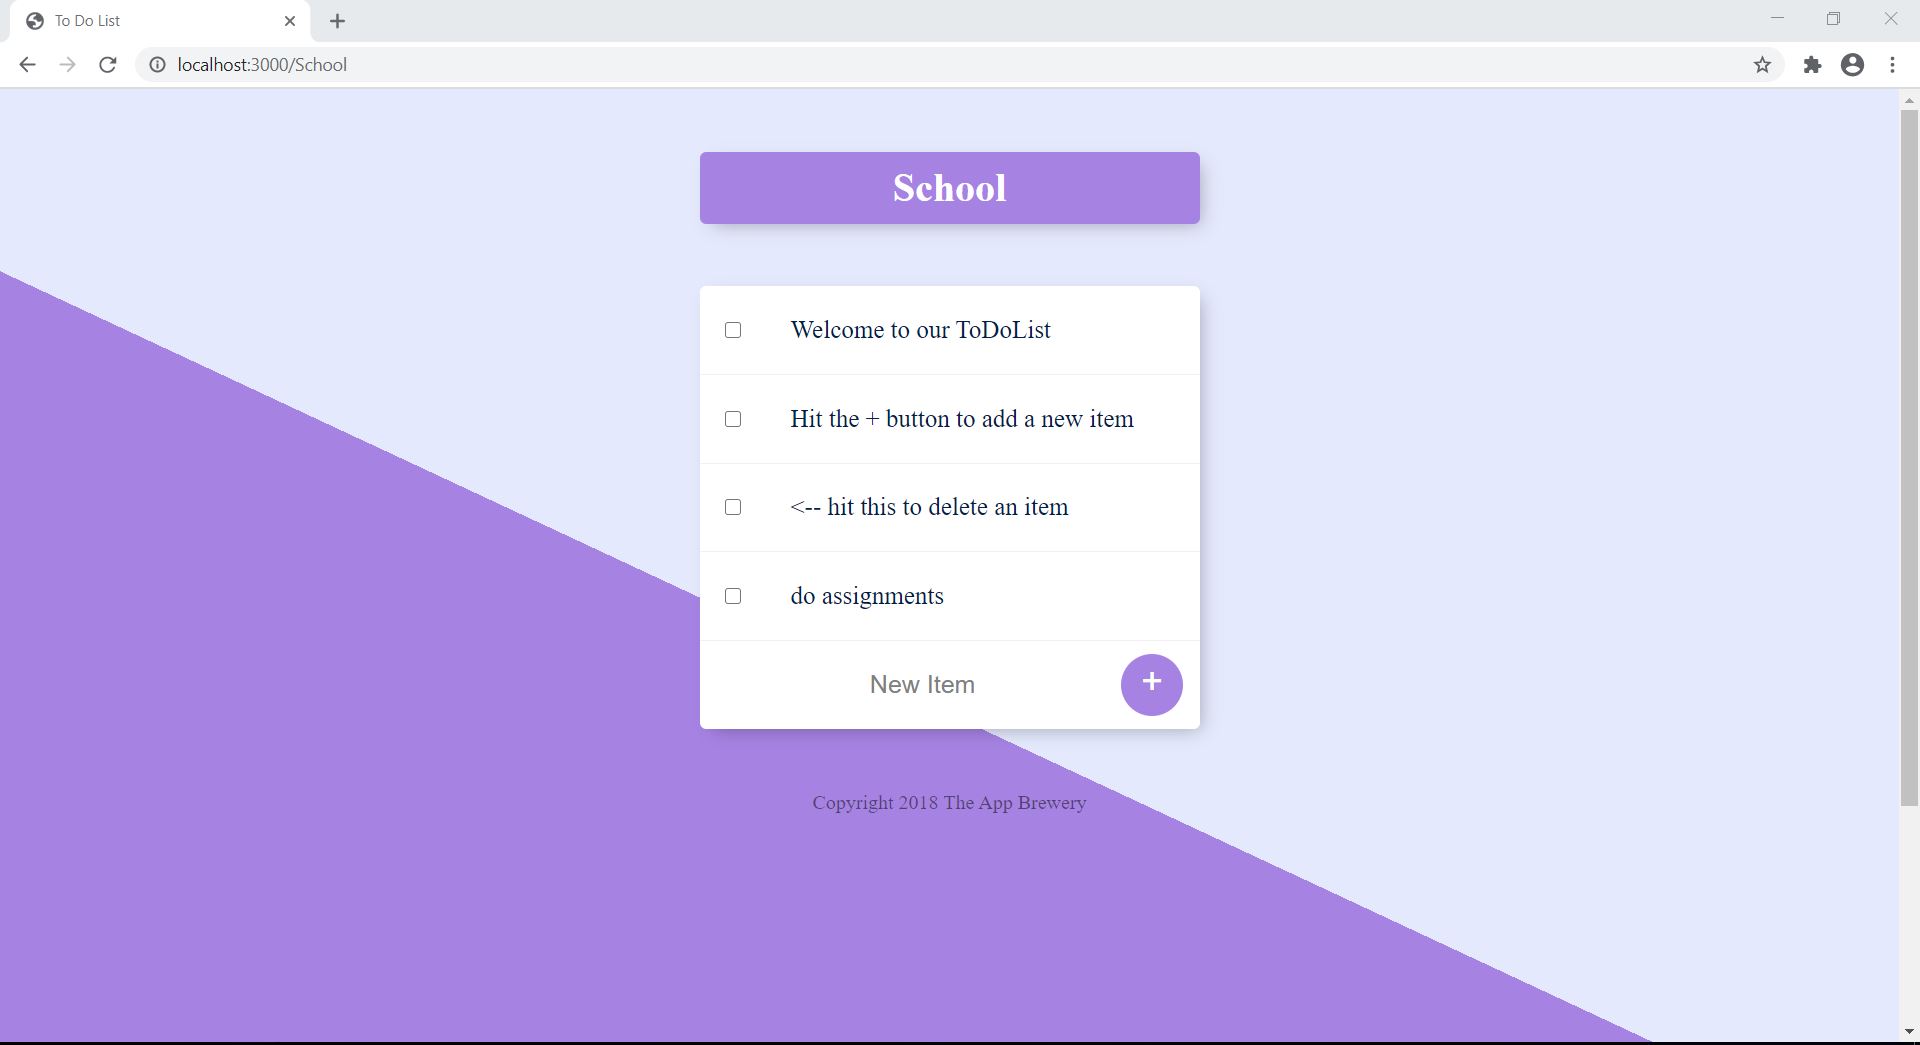 To Do List
localhost:3000/School
School
Welcome to our ToDoList
Hit the + button to add a new item
<-- hit this to delete an item
do assignments
New Item
+
Copyright 2018 The App Brewery